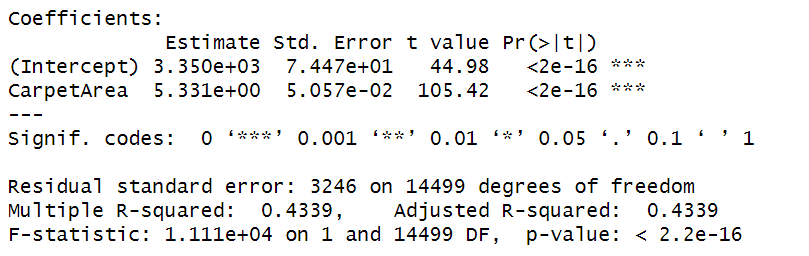 Coefficients:
Estimate Std. Error t value Pr(>|t|)
(Intercept) 3.350e+03 7.447e+01 44.98 <2e-16 ***
CarpetArea 5.331e+00 5.057e-02 105.42 <2e-16 ***
---
Signif. codes: 0 ‘***’ 0.001 ‘**’ 0.01 ‘*’ 0.05 ‘.’ 0.1 ‘ ’ 1
Residual standard error: 3246 on 14499 degrees of freedom
Multiple R-squared: 0.4339, Adjusted R-squared: 0.4339
F-statistic: 1.111e+04 on 1 and 14499 DF, p-value: < 2.2e-16